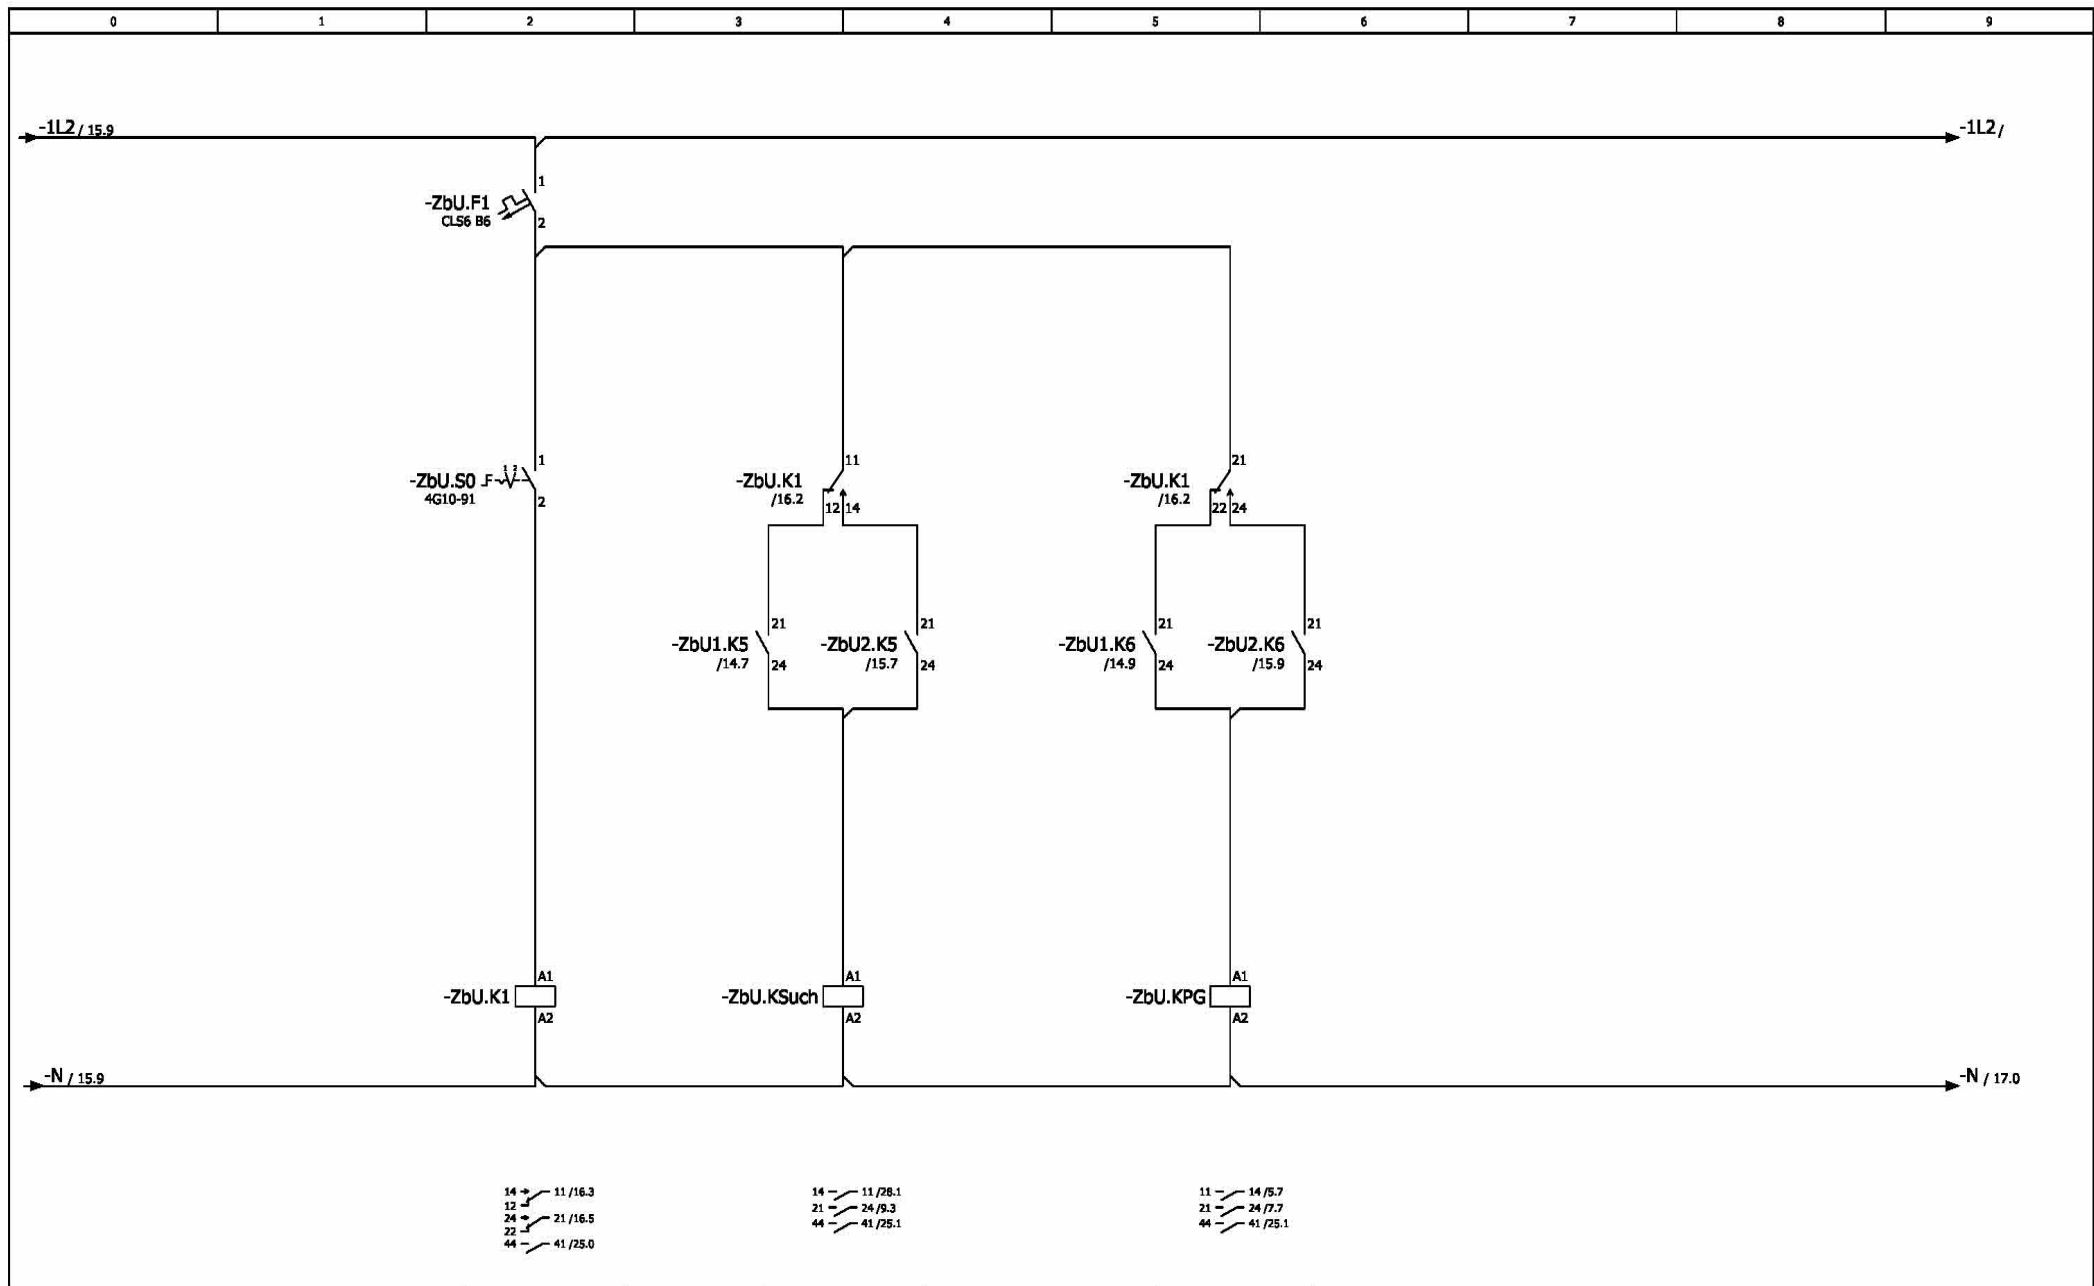 0 1 2 3 4 5 6 7 8 9
-1L2 / 15.9
-1L2 /
1
-ZbU.F1
CLS6 B6
2
1
-ZbU.S0
1 2
4G10-91
2
11
-ZbU.K1
/16.2
12 14
21
-ZbU.K1
/16.2
22 24
21
-ZbU1.K5
/14.7
24
21
-ZbU2.K5
/15.7
24
21
-ZbU1.K6
/14.9
24
21
-ZbU2.K6
/15.9
24
A1
-ZbU.K1
A2
A1
-ZbU.KSuch
A2
A1
-ZbU.KPG
A2
-N / 15.9
-N / 17.0
14 11 /16.3
12
24 21 /16.5
22
44 41 /25.0
14 11 /28.1
21 24 /9.3
44 41 /25.1
11 14 /5.7
21 24 /7.7
44 41 /25.1